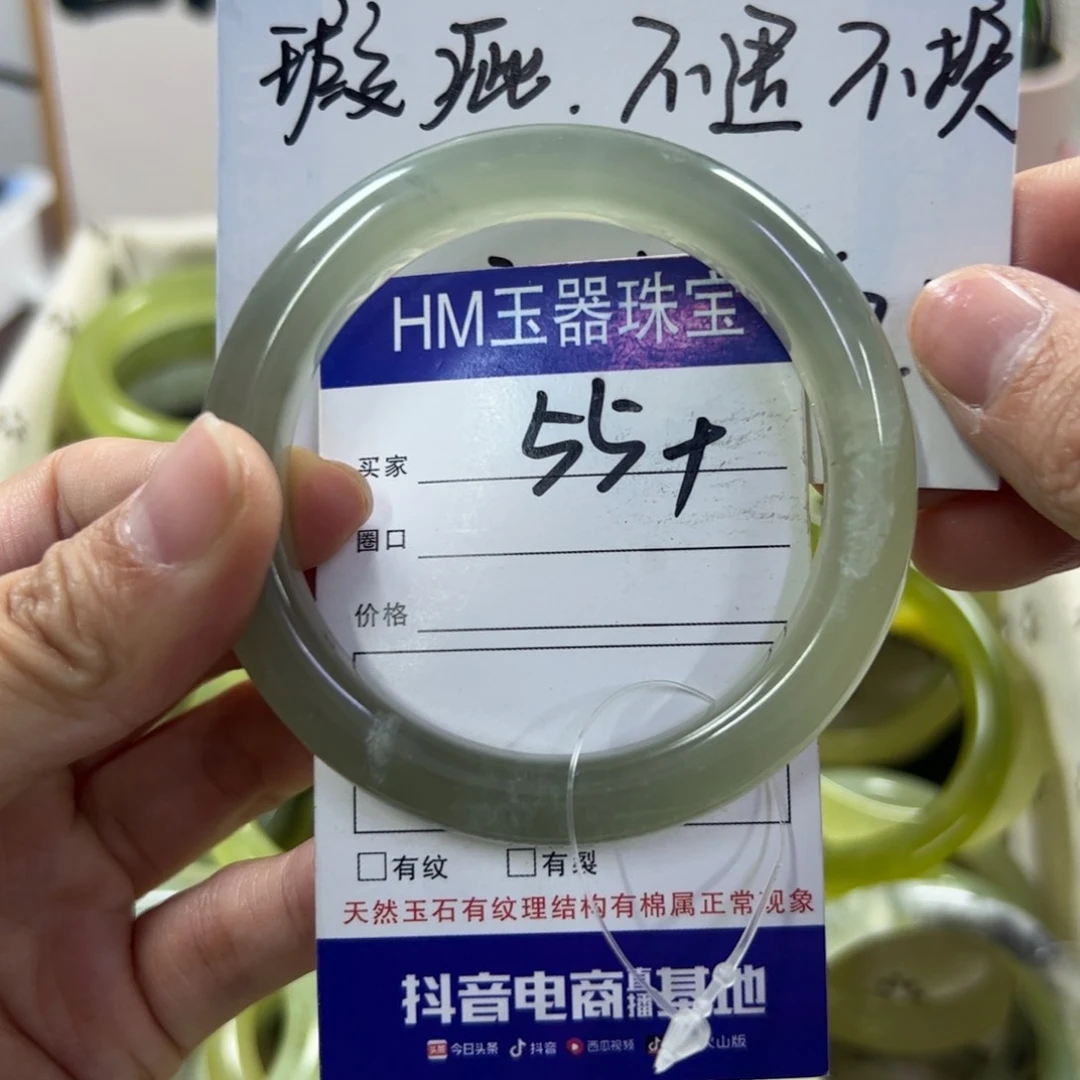 瑕疵.不退不换
HM玉器珠宝
55+
买家
圈口
价格
□有纹 □有裂
天然玉石有纹理结构有棉属正常现象
抖音电商直播基地
今日头条 抖音 西瓜视频 火山版